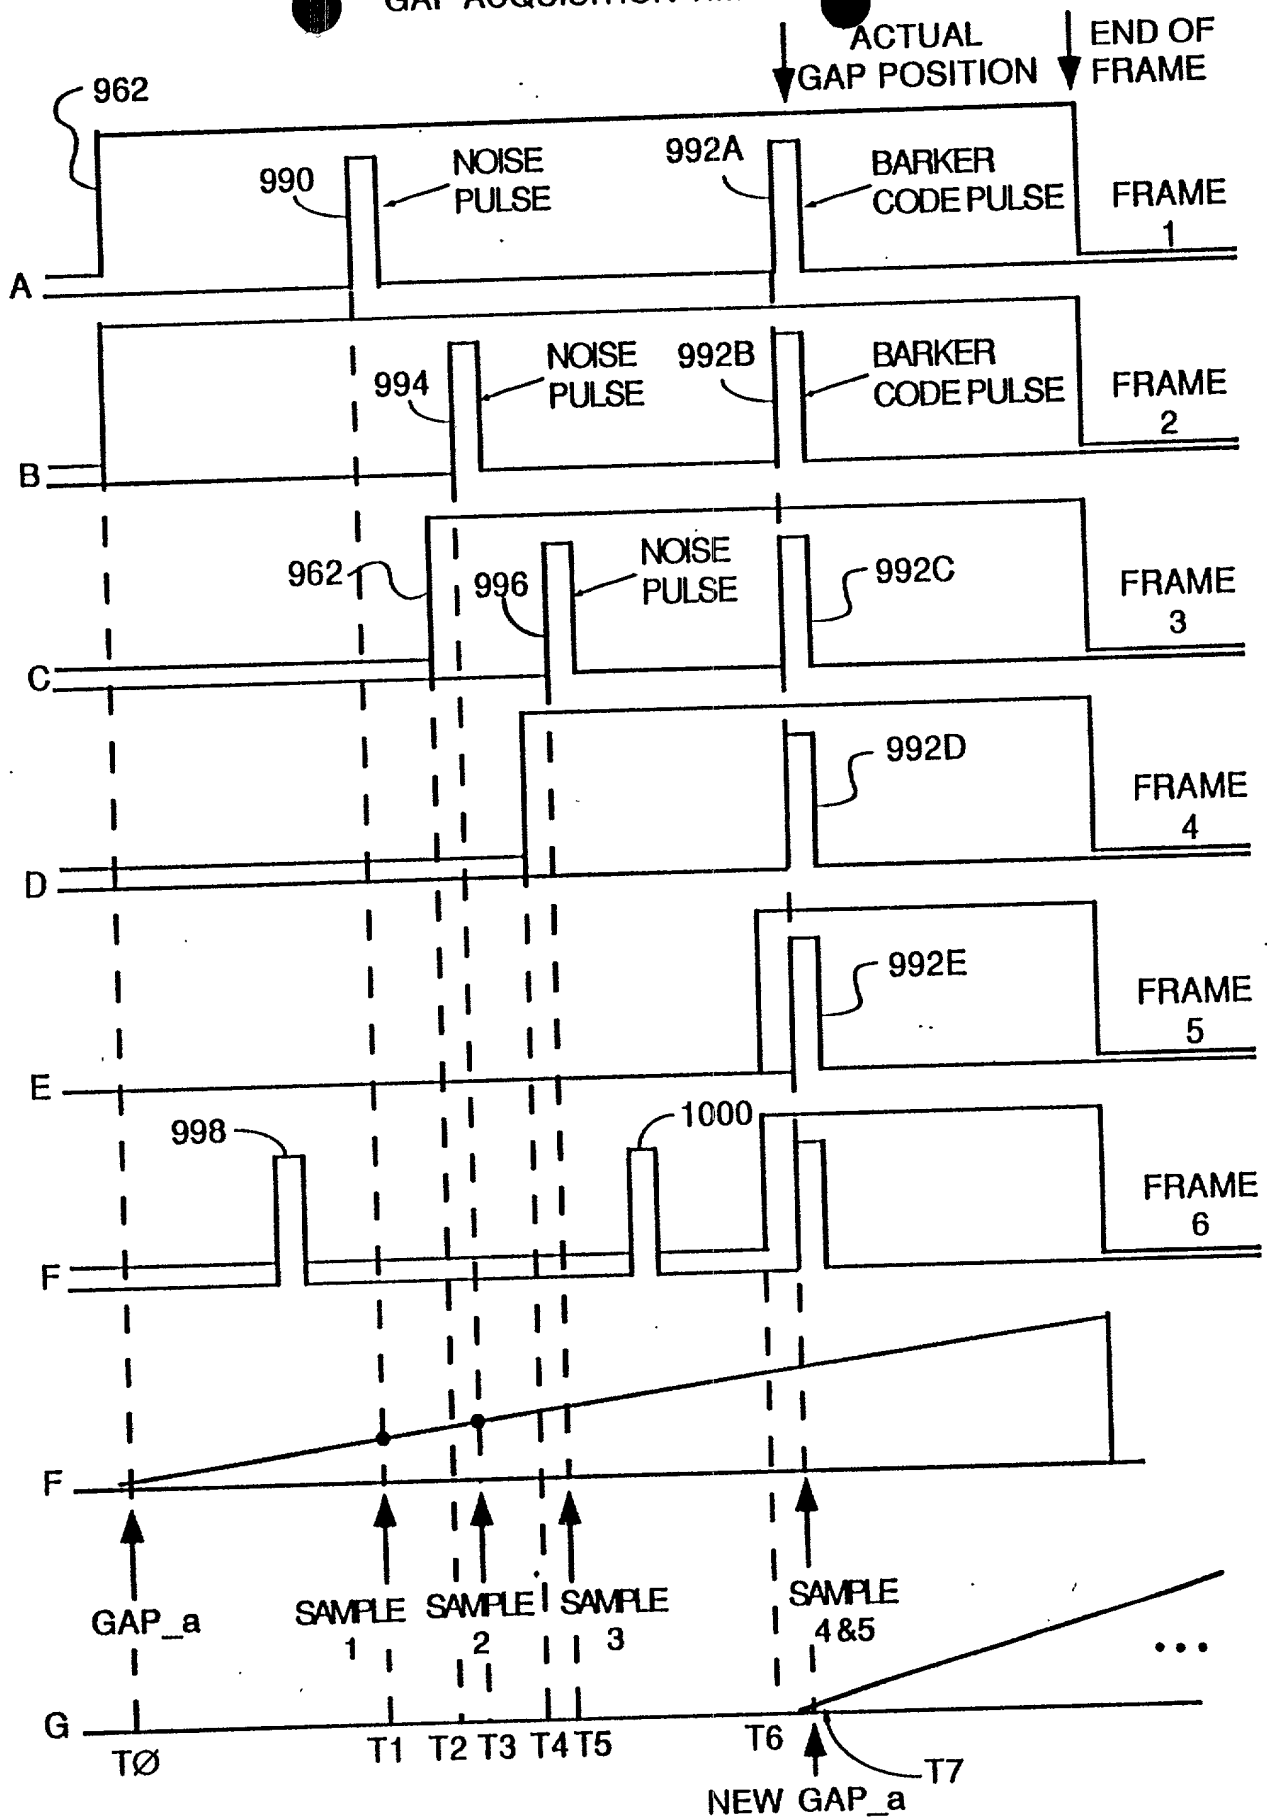 GAP ACQUISITION
ACTUAL
GAP POSITION
END OF
FRAME
962
990
NOISE
PULSE
992A
BARKER
CODE PULSE
FRAME
1
A
994
NOISE
PULSE
992B
BARKER
CODE PULSE
FRAME
2
B
962
996
NOISE
PULSE
992C
FRAME
3
C
992D
FRAME
4
D
992E
FRAME
5
E
998
1000
FRAME
6
F
F
GAP_a
SAMPLE
1
SAMPLE
2
SAMPLE
3
SAMPLE
4&5
• • •
G
TØ
T1
T2
T3
T4
T5
T6
T7
NEW GAP_a